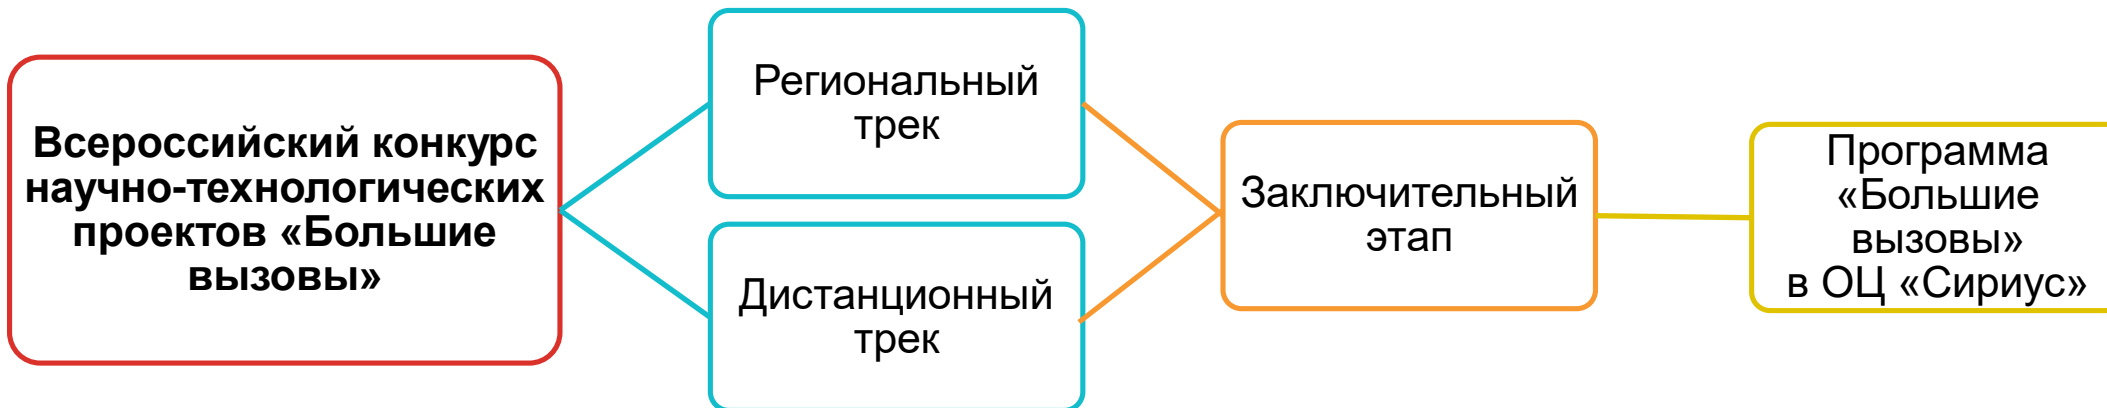 Всероссийский конкурс
научно-технологических
проектов «Большие
вызовы»
Региональный
трек
Дистанционный
трек
Заключительный
этап
Программа
«Большие
вызовы»
в ОЦ «Сириус»